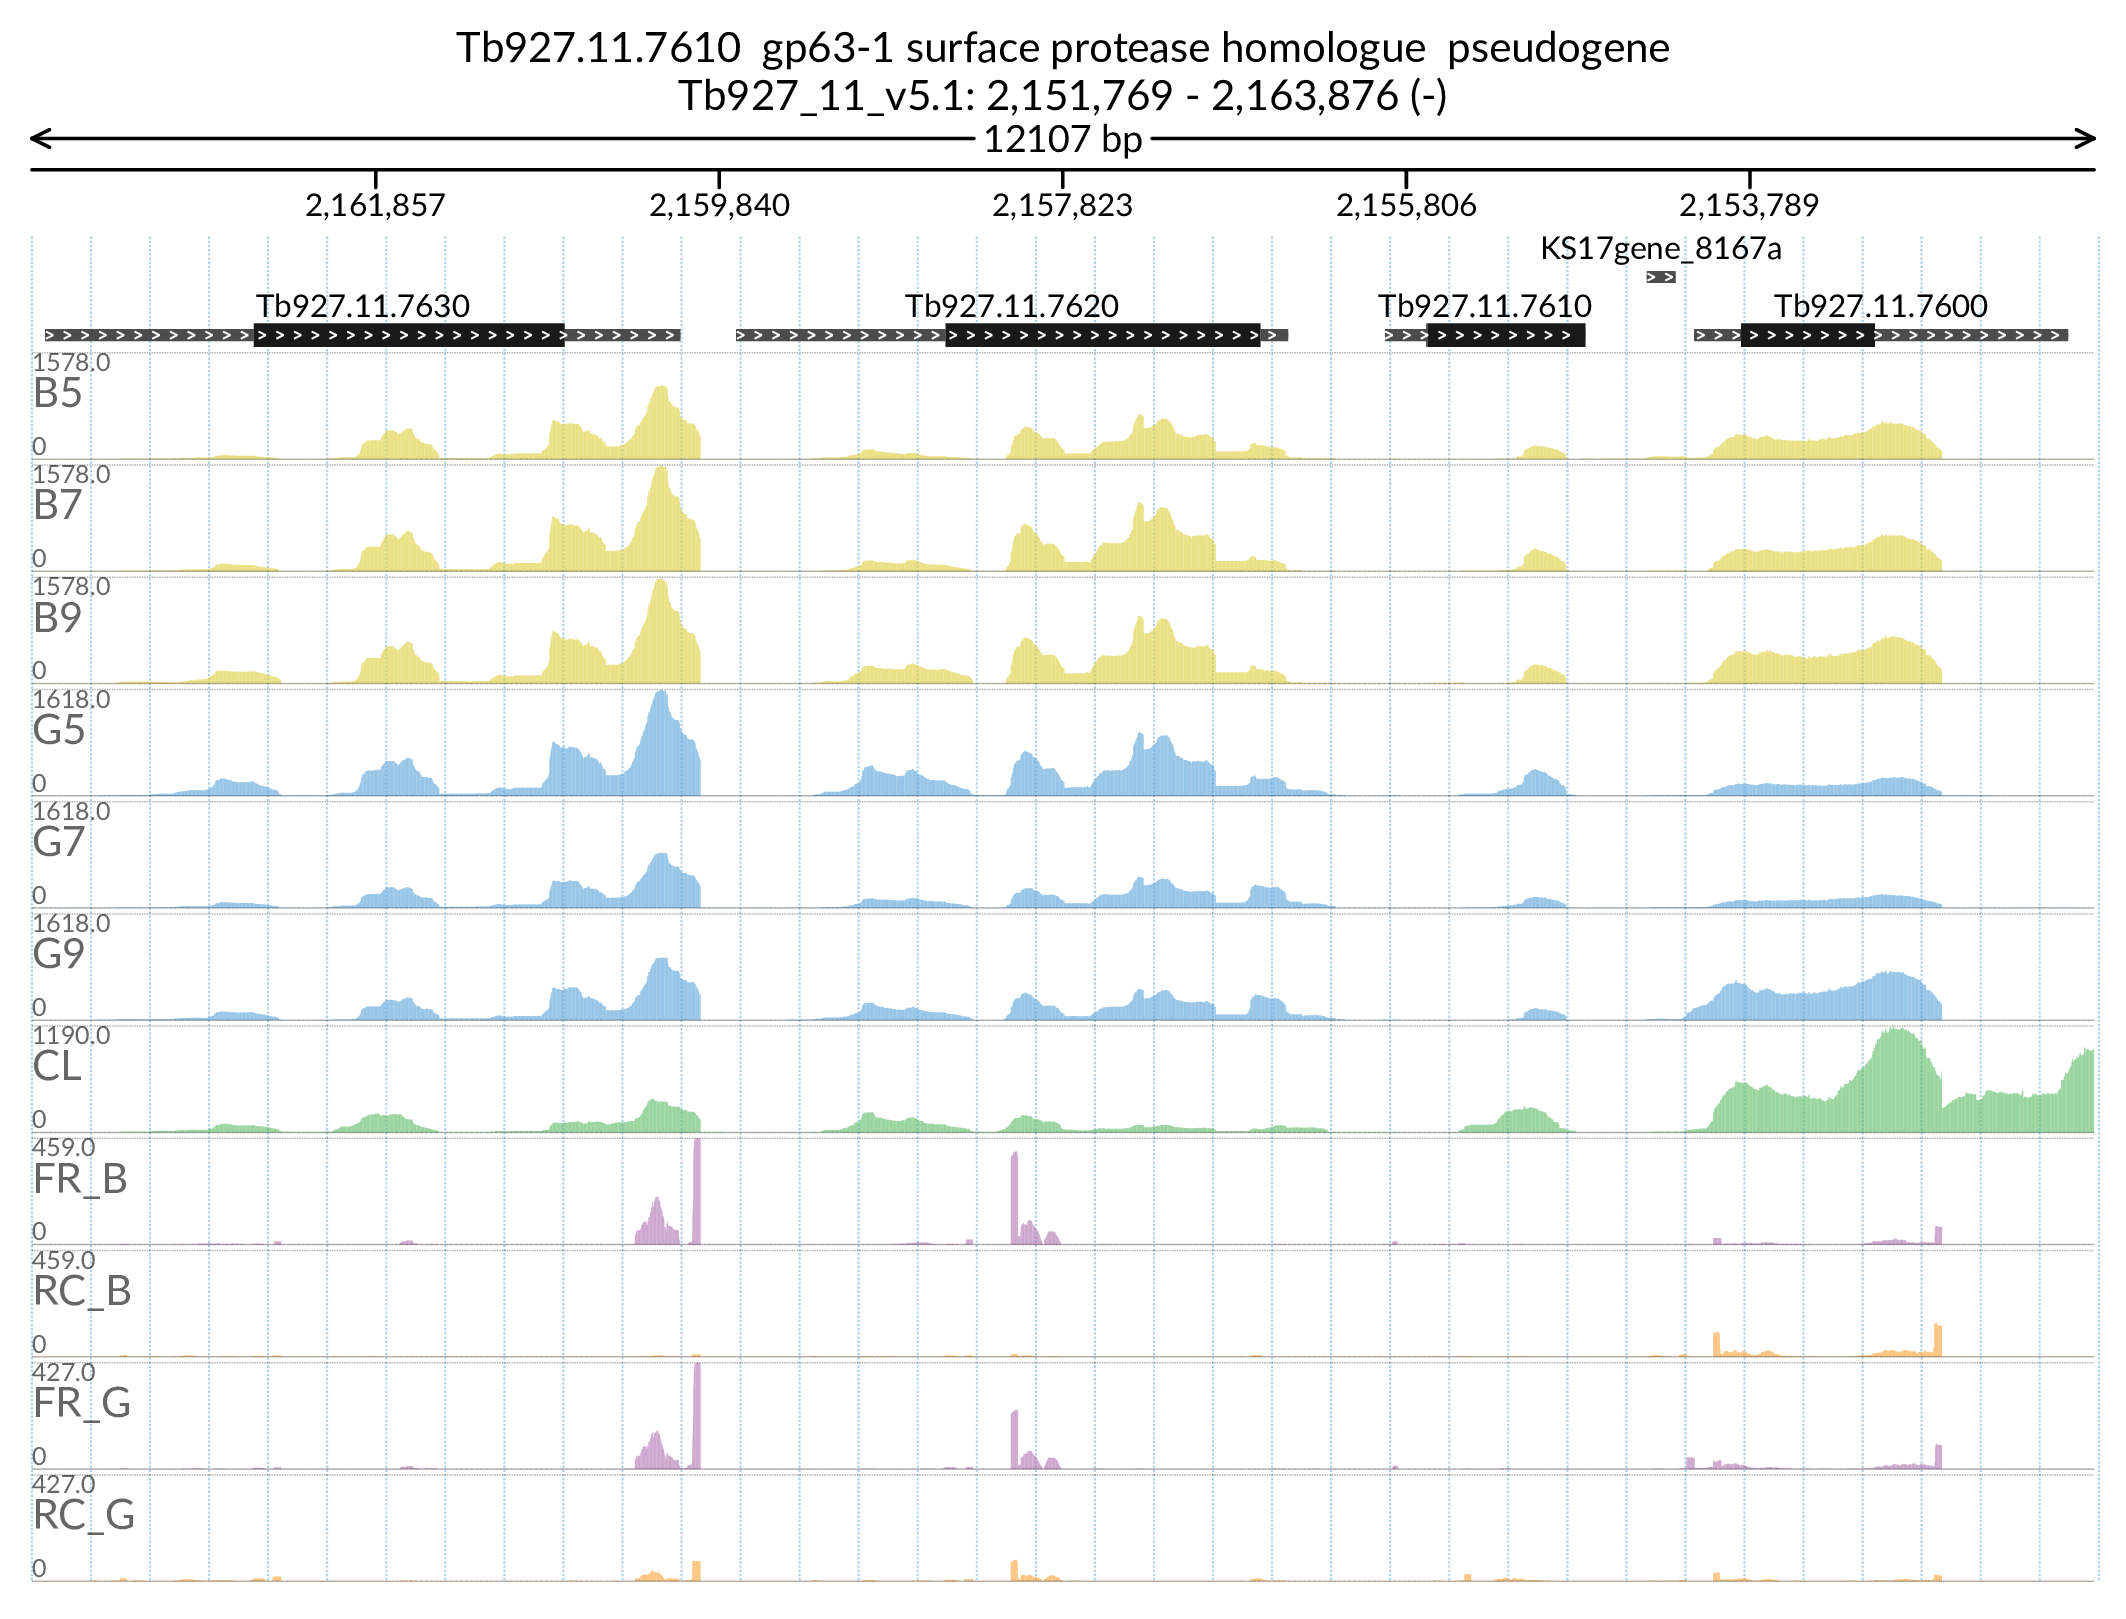 Tb927.11.7610  gp63-1 surface protease homologue  pseudogene
Tb927_11_v5.1: 2,151,769 - 2,163,876 (-)
12107 bp
2,161,857 2,159,840 2,157,823 2,155,806 2,153,789
KS17gene_8167a
Tb927.11.7630 Tb927.11.7620 Tb927.11.7610 Tb927.11.7600
1578.0
B5
0
1578.0
B7
0
1578.0
B9
0
1618.0
G5
0
1618.0
G7
0
1618.0
G9
0
1190.0
CL
0
459.0
FR_B
0
459.0
RC_B
0
427.0
FR_G
0
427.0
RC_G
0